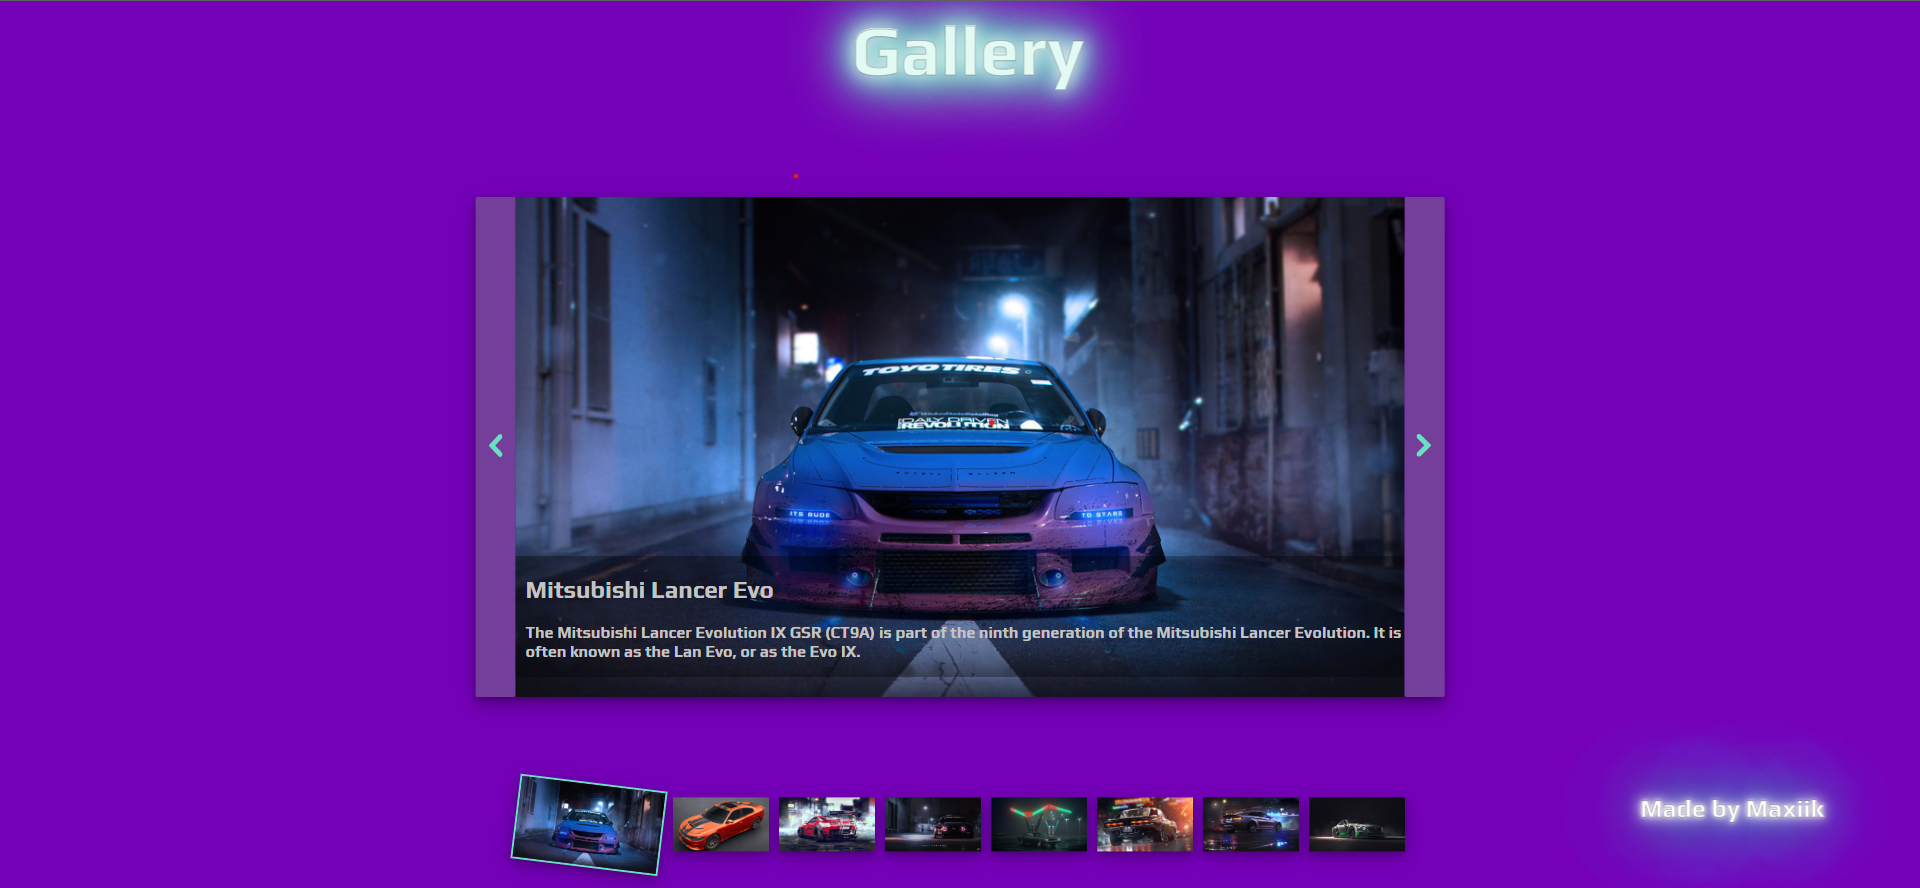 Gallery
TOYO TIRES
DAILY DRIVEN
REVOLUTION
ITS RUDE
TO STARE
Mitsubishi Lancer Evo
The Mitsubishi Lancer Evolution IX GSR (CT9A) is part of the ninth generation of the Mitsubishi Lancer Evolution. It is
often known as the Lan Evo, or as the Evo IX.
Made by Maxiik